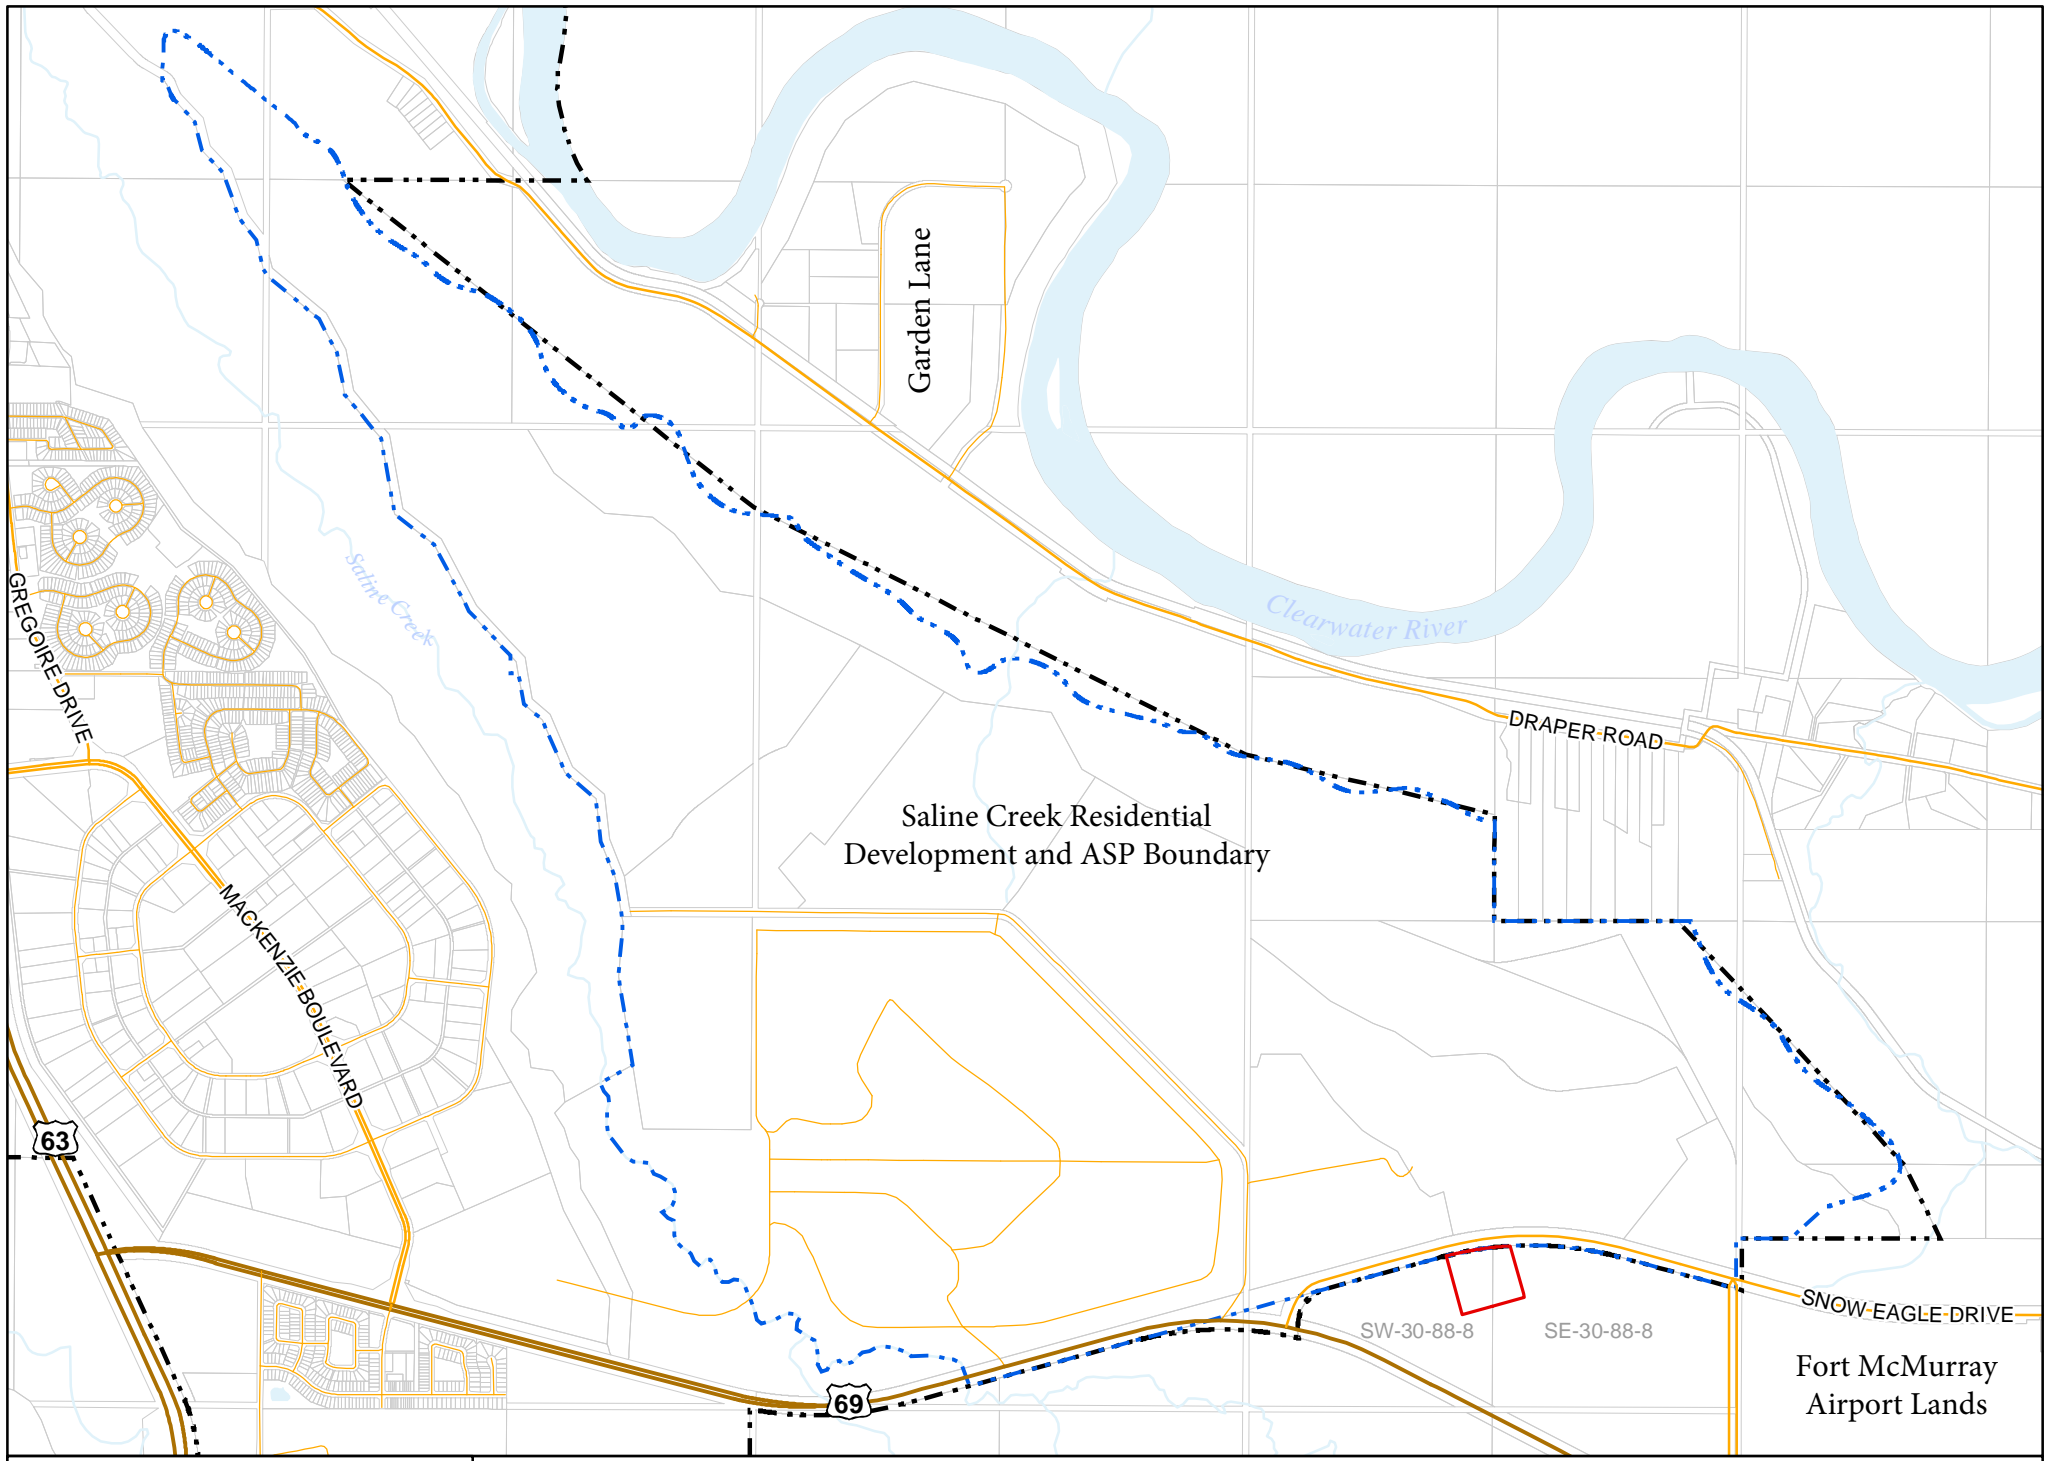 Garden Lane
Saline Creek
GREGOIRE DRIVE
Clearwater River
DRAPER ROAD
Saline Creek Residential
Development and ASP Boundary
MACKENZIE BOULEVARD
63
SNOW EAGLE DRIVE
SW-30-88-8
SE-30-88-8
Fort McMurray
Airport Lands
69